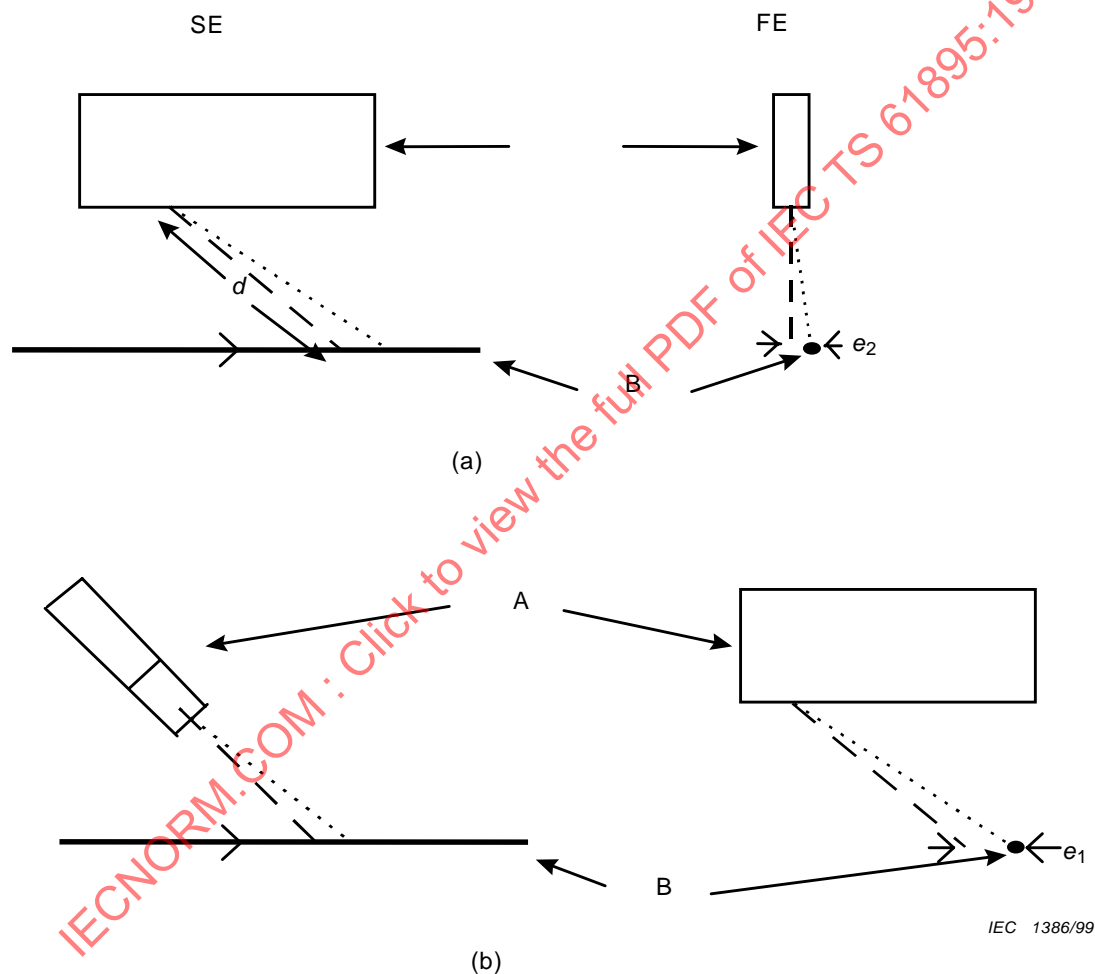 SE FE
d
e2
B
(a)
A
e1
B
IEC 1386/99
(b)
IECNORM.COM : Click to view the full PDF of IEC TS 61895:19